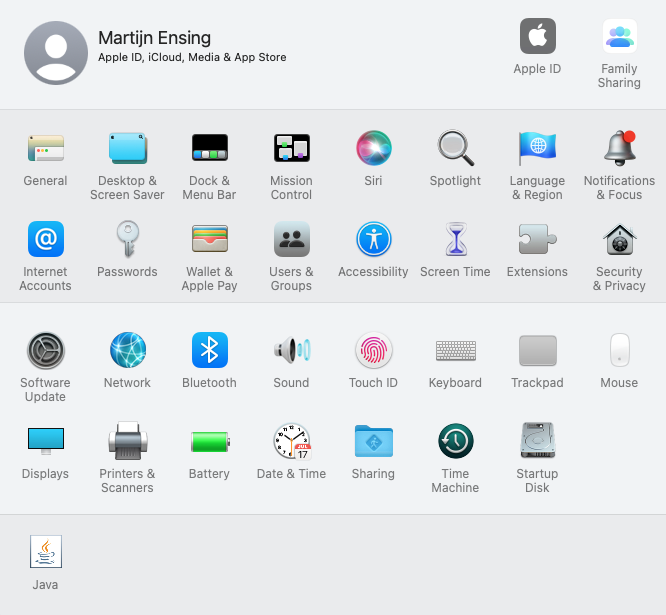 Martijn Ensing
Apple ID, iCloud, Media & App Store
Apple ID
Family
Sharing
General
Desktop &
Screen Saver
Dock &
Menu Bar
Mission
Control
Siri
Spotlight
Language
& Region
Notifications
& Focus
Internet
Accounts
Passwords
Wallet &
Apple Pay
Users &
Groups
Accessibility
Screen Time
Extensions
Security
& Privacy
Software
Update
Network
Bluetooth
Sound
Touch ID
Keyboard
Trackpad
Mouse
Displays
Printers &
Scanners
Battery
JUL
17
Date & Time
Sharing
Time
Machine
Startup
Disk
Java